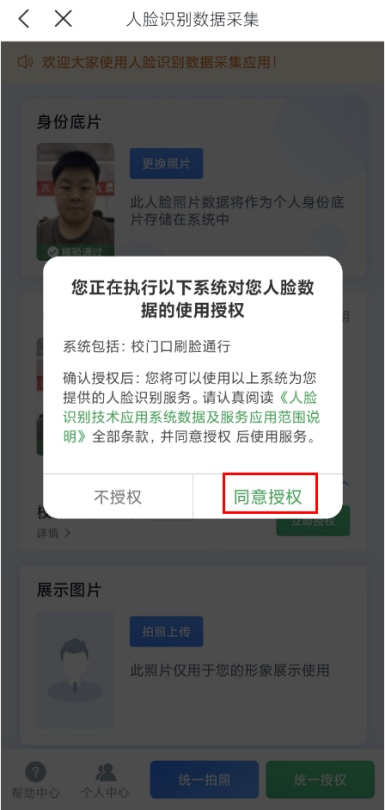 人脸识别数据采集
欢迎大家使用人脸识别数据采集应用!
身份底片
更换照片
此人脸照片数据将作为个人身份底
片存储在系统中
核验通过
您正在执行以下系统对您人脸数
据的使用授权
系统包括: 校门口刷脸通行
确认授权后: 您将可以使用以上系统为您
提供的人脸识别服务。请认真阅读《人脸
识别技术应用系统数据及服务应用范围说
明》全部条款, 并同意授权 后使用服务。
不授权
同意授权
立即授权
详情 >
展示图片
拍照上传
此照片仅用于您的形象展示使用
帮助中心
个人中心
统一拍照
统一授权